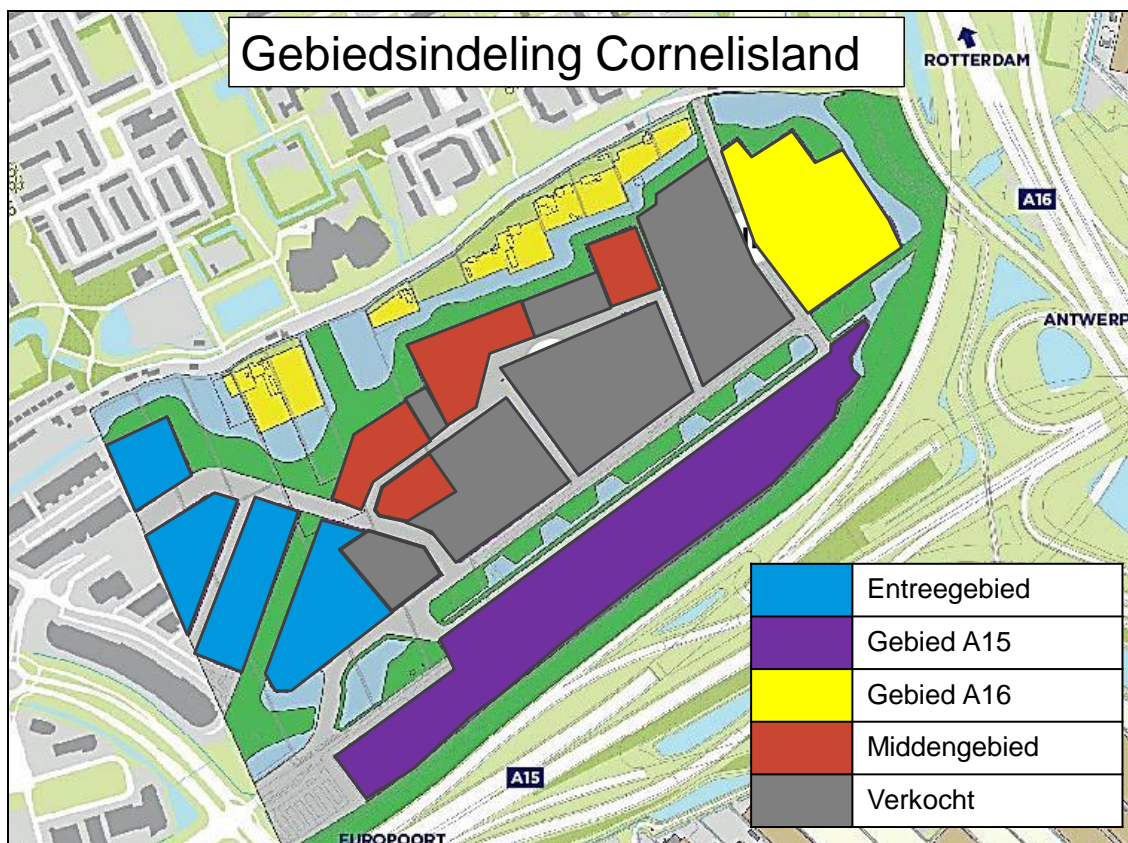 Gebiedsindeling Cornelisland
ROTTERDAM
A16
ANTWERP
Entreegebied
Gebied A15
Gebied A16
Middengebied
Verkocht
A15
EUROPOORT